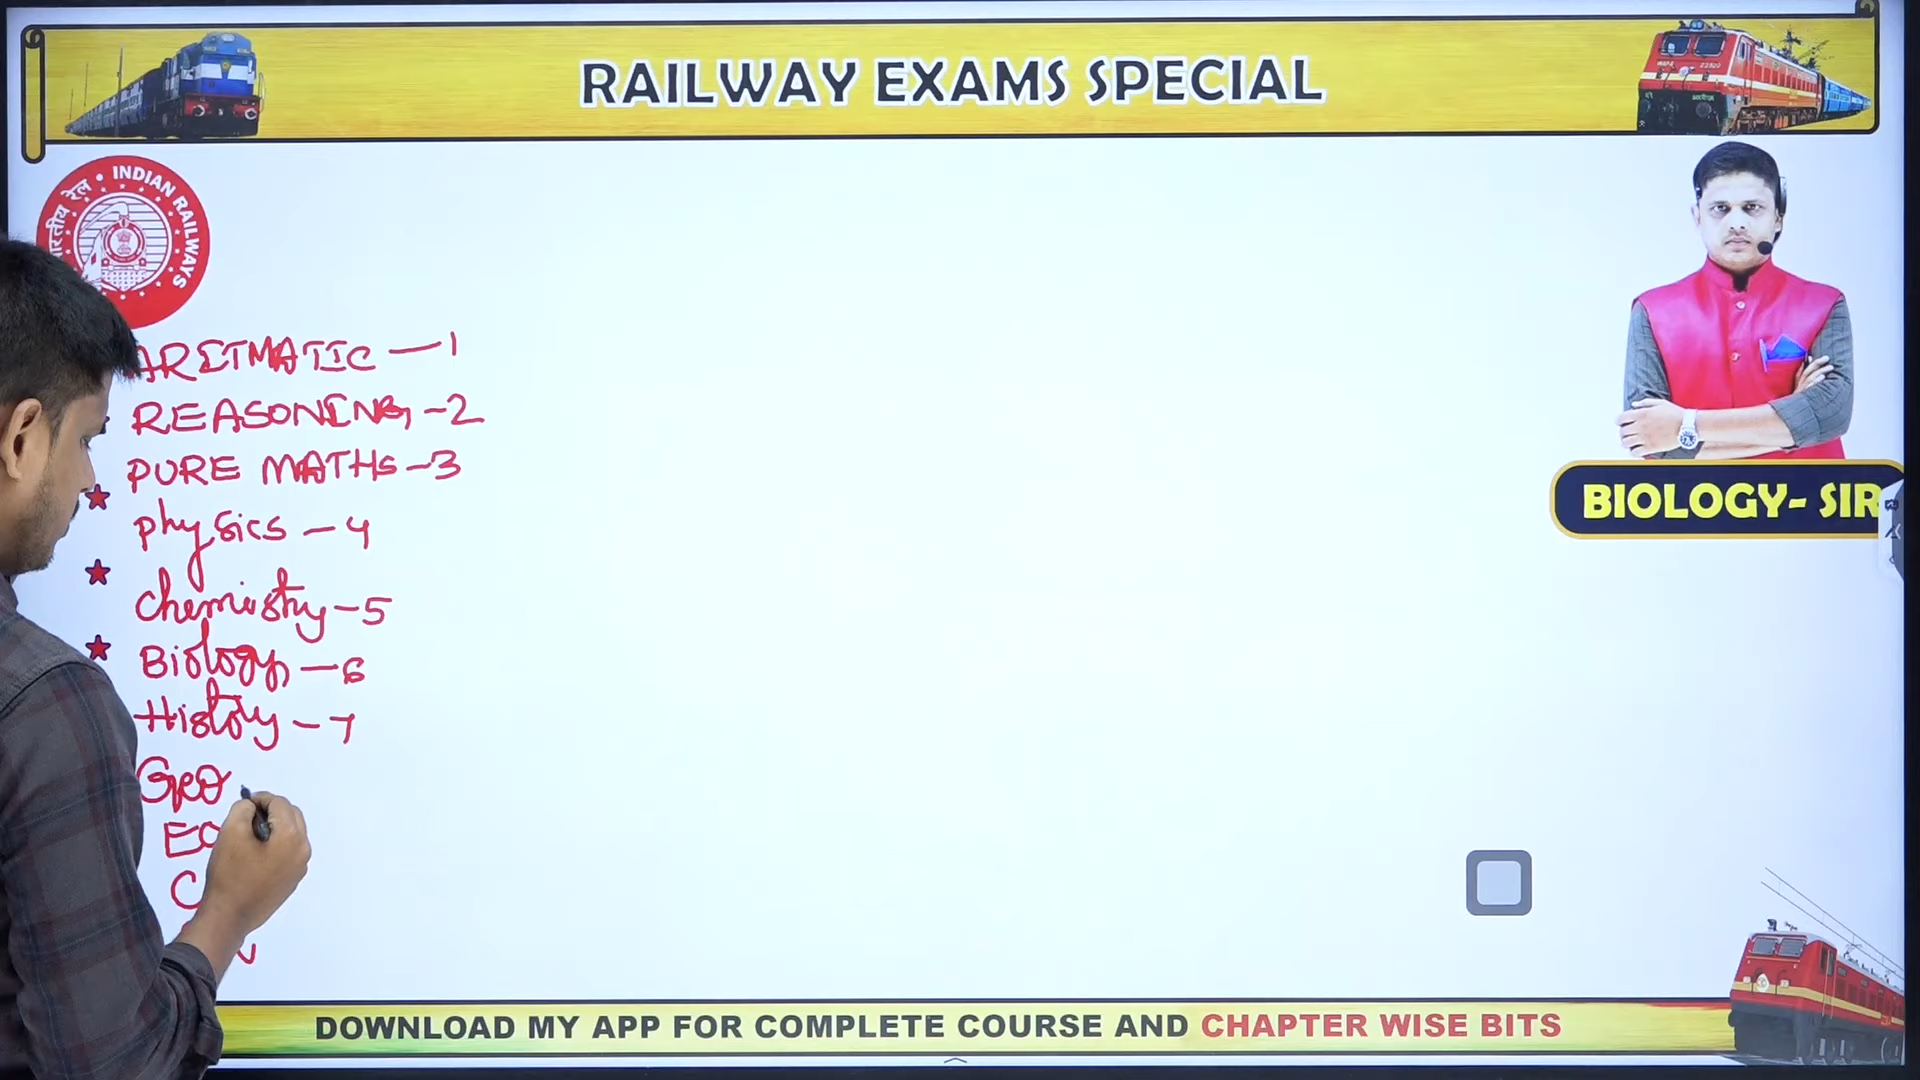 RAILWAY EXAMS SPECIAL
INDIAN RAILWAYS
ARITMATIC - 1
REASONING - 2
PURE MATHS - 3
Physics - 4
Chemistry - 5
Biology - 6
History - 7
Geo
BIOLOGY- SIR
DOWNLOAD MY APP FOR COMPLETE COURSE AND CHAPTER WISE BITS